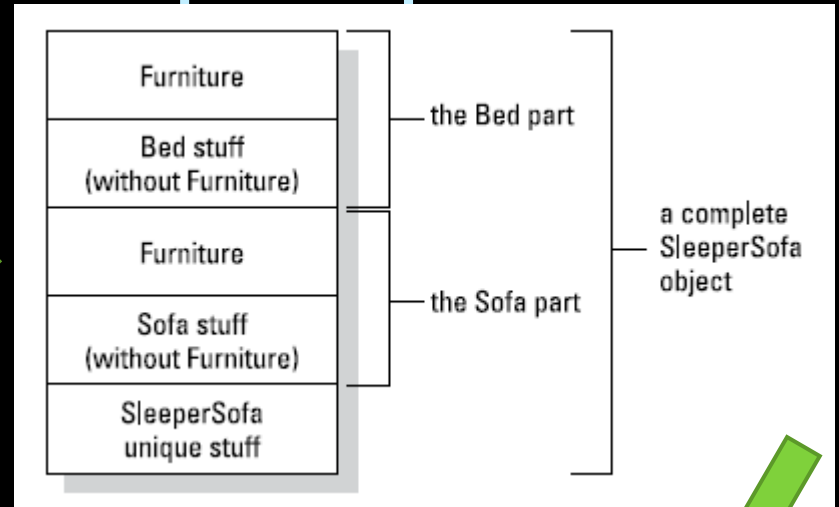 Furniture
Bed stuff
(without Furniture)
Furniture
Sofa stuff
(without Furniture)
SleeperSofa
unique stuff
the Bed part
the Sofa part
a complete
SleeperSofa
object